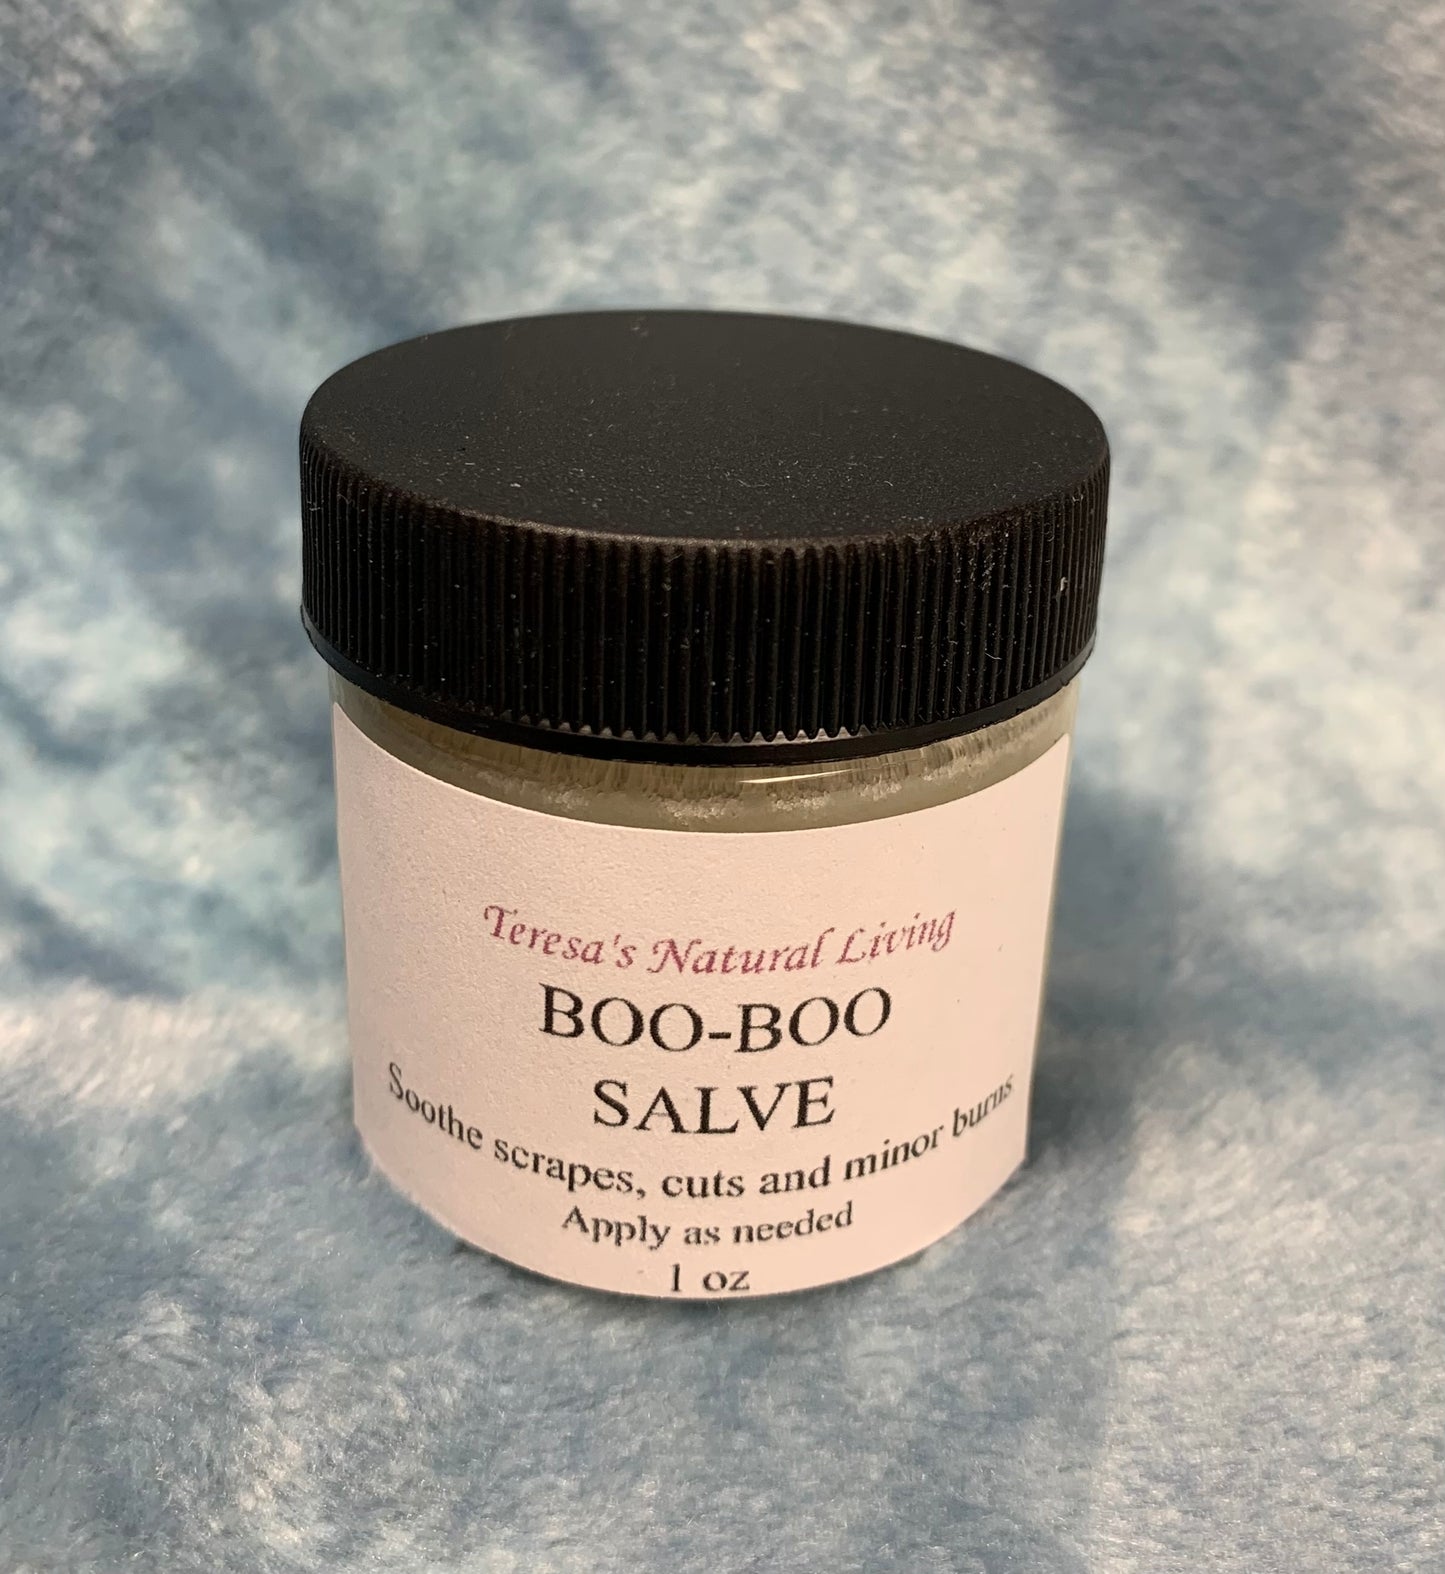 Teresa's Natural Living
BOO-BOO
SALVE
Soothe scrapes, cuts and minor burns
Apply as needed
1 oz